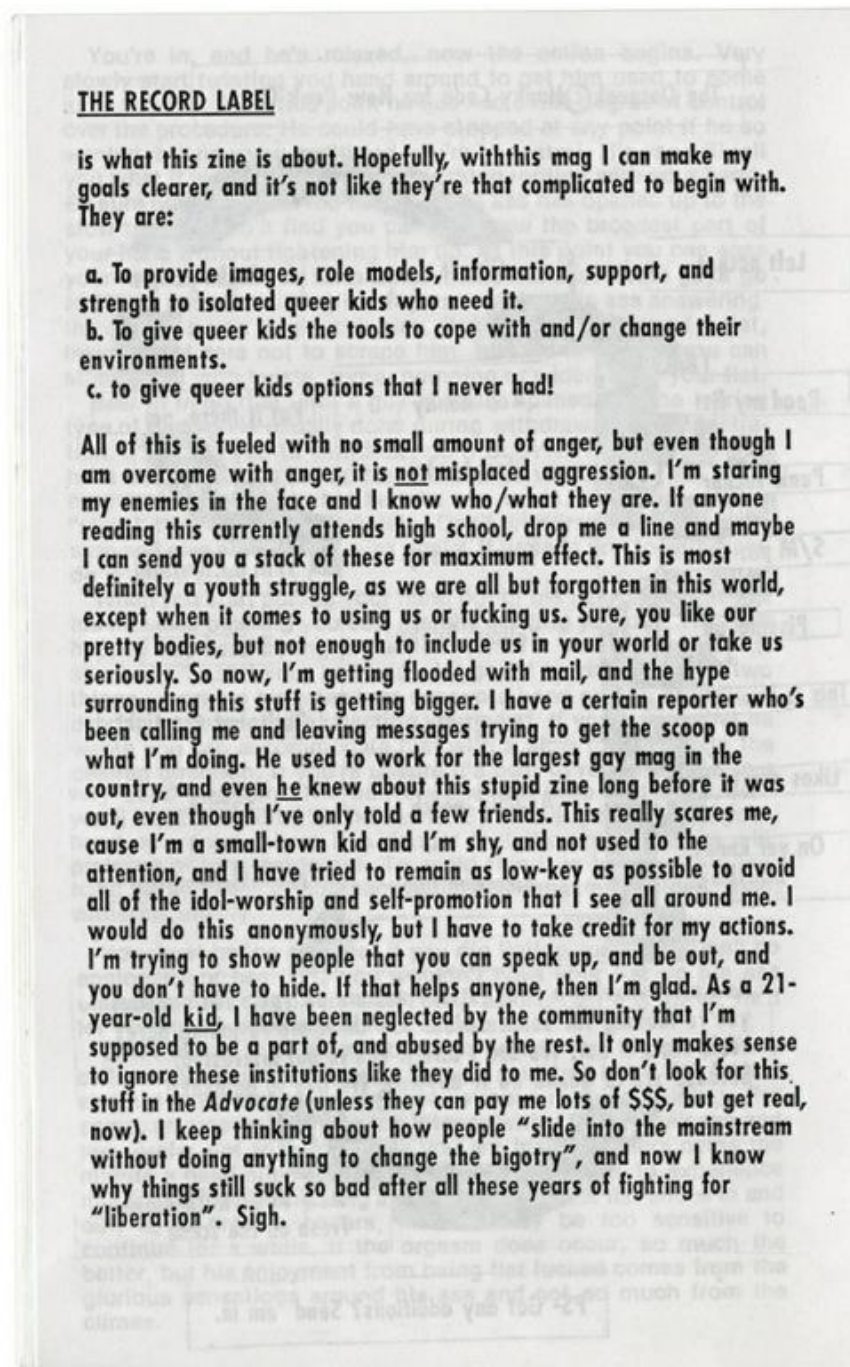 THE RECORD LABEL
is what this zine is about. Hopefully, withthis mag I can make my
goals clearer, and it's not like they're that complicated to begin with.
They are:
a. To provide images, role models, information, support, and
strength to isolated queer kids who need it.
b. To give queer kids the tools to cope with and/or change their
environments.
c. to give queer kids options that I never had!
All of this is fueled with no small amount of anger, but even though I
am overcome with anger, it is not misplaced aggression. I'm staring
my enemies in the face and I know who/what they are. If anyone
reading this currently attends high school, drop me a line and maybe
I can send you a stack of these for maximum effect. This is most
definitely a youth struggle, as we are all but forgotten in this world,
except when it comes to using us or fucking us. Sure, you like our
pretty bodies, but not enough to include us in your world or take us
seriously. So now, I'm getting flooded with mail, and the hype
surrounding this stuff is getting bigger. I have a certain reporter who's
been calling me and leaving messages trying to get the scoop on
what I'm doing. He used to work for the largest gay mag in the
country, and even he knew about this stupid zine long before it was
out, even though I've only told a few friends. This really scares me,
cause I'm a small-town kid and I'm shy, and not used to the
attention, and I have tried to remain as low-key as possible to avoid
all of the idol-worship and self-promotion that I see all around me. I
would do this anonymously, but I have to take credit for my actions.
I'm trying to show people that you can speak up, and be out, and
you don't have to hide. If that helps anyone, then I'm glad. As a 21-
year-old kid, I have been neglected by the community that I'm
supposed to be a part of, and abused by the rest. It only makes sense
to ignore these institutions like they did to me. So don't look for this
stuff in the Advocate (unless they can pay me lots of $$$, but get real,
now). I keep thinking about how people "slide into the mainstream
without doing anything to change the bigotry", and now I know
why things still suck so bad after all these years of fighting for
"liberation". Sigh.